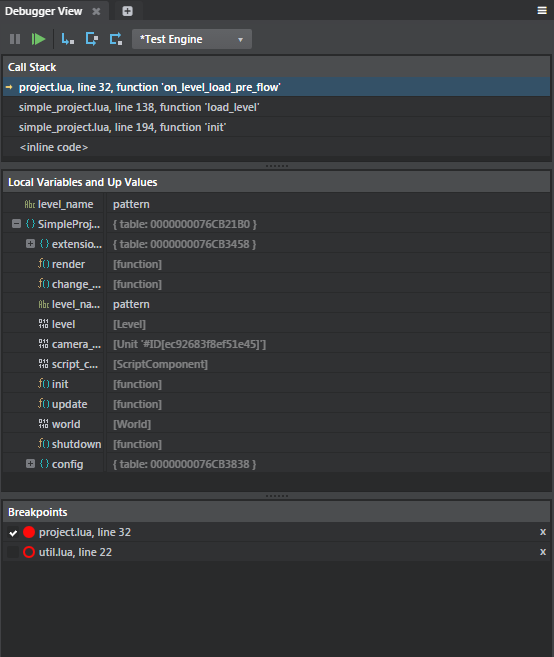 Debugger View
*Test Engine
Call Stack
project.lua, line 32, function 'on_level_load_pre_flow'
simple_project.lua, line 138, function 'load_level'
simple_project.lua, line 194, function 'init'
<inline code>
Local Variables and Up Values
Abc level_name pattern
{ } SimpleProj... { table: 0000000076CB21B0 }
{ } extensio... { table: 0000000076CB3458 }
f() render [function]
f() change_... [function]
Abc level_na... pattern
level [Level]
camera_... [Unit '#ID[ec92683f8ef51e45]']
script_c... [ScriptComponent]
f() init [function]
f() update [function]
world [World]
f() shutdown [function]
{ } config { table: 0000000076CB3838 }
Breakpoints
project.lua, line 32 x
util.lua, line 22 x